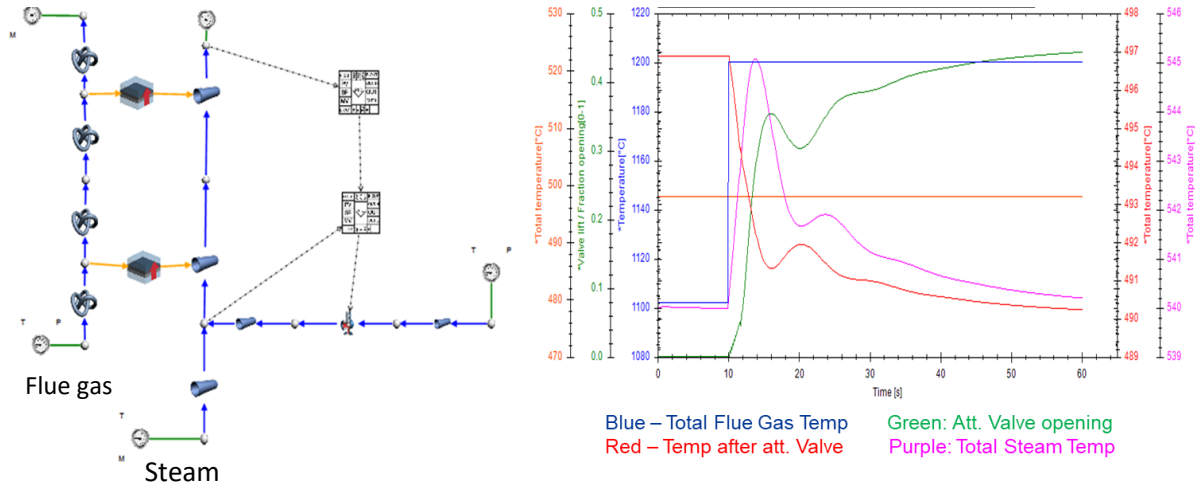 M
T
P
Flue gas
T
M
Steam
T
P
530
520
510
500
490
480
470
*Total temperature[°C]
0.5
0.4
0.3
0.2
0.1
0.0
*Valve lift / Fraction opening[0-1]
1220
1200
1180
1160
1140
1120
1100
1080
*Temperature[°C]
0
10
20
30
40
50
60
Time [s]
498
497
496
495
494
493
492
491
490
489
*Total temperature[°C]
546
545
544
543
542
541
540
539
*Total temperature[°C]
Blue – Total Flue Gas Temp
Green: Att. Valve opening
Red – Temp after att. Valve
Purple: Total Steam Temp